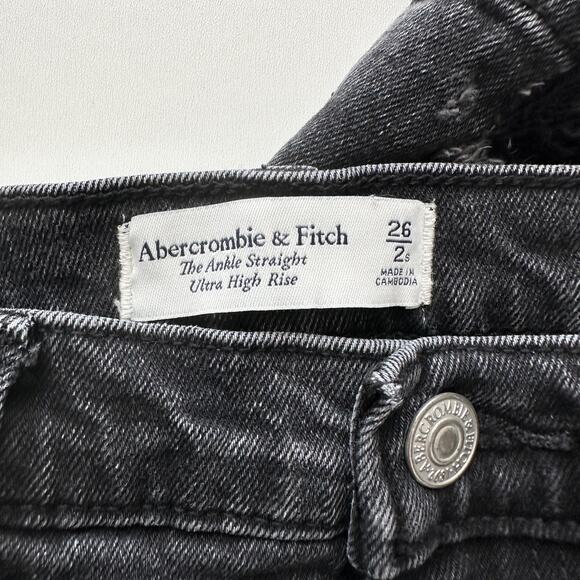 Abercrombie & Fitch
The Ankle Straight
Ultra High Rise
26
2s
MADE IN
CAMBODIA
ABERCROMBIE & FITCH